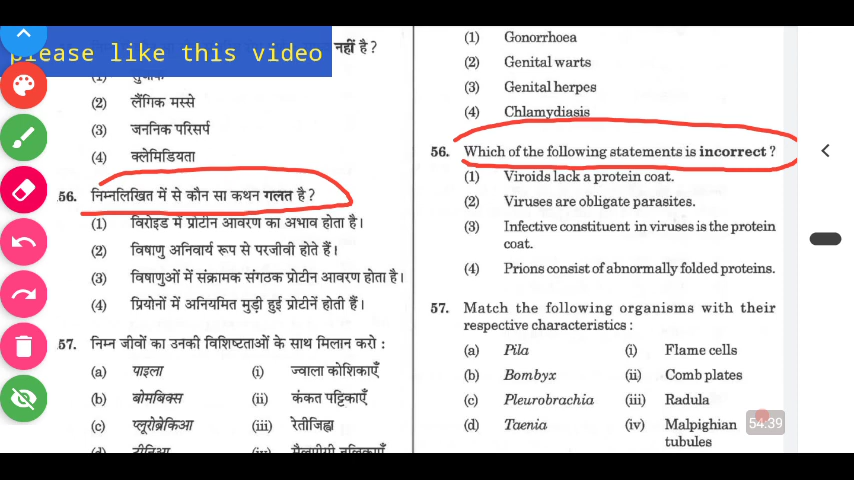 please like this video
नहीं है ?
(2) लैंगिक मस्से
(3) जननिक परिसर्प
(4) क्लेमिडियता
56. निम्नलिखित में से कौन सा कथन गलत है ?
(1) विरोइड में प्रोटीन आवरण का अभाव होता है।
(2) विषाणु अनिवार्य रूप से परजीवी होते हैं।
(3) विषाणुओं में संक्रामक संगठक प्रोटीन आवरण होता है।
(4) प्रियोनों में अनियमित मुड़ी हुई प्रोटीनें होती हैं।
57. निम्न जीवों का उनकी विशिष्टताओं के साथ मिलान करो :
(a) पाइला (i) ज्वाला कोशिकाएँ
(b) बोमबिक्स (ii) कंकत पट्टिकाएँ
(c) प्लूरोब्रेकिआ (iii) रेतीजिह्वा
(1) Gonorrhoea
(2) Genital warts
(3) Genital herpes
(4) Chlamydiasis
56. Which of the following statements is incorrect ?
(1) Viroids lack a protein coat.
(2) Viruses are obligate parasites.
(3) Infective constituent in viruses is the protein
coat.
(4) Prions consist of abnormally folded proteins.
57. Match the following organisms with their
respective characteristics :
(a) Pila (i) Flame cells
(b) Bombyx (ii) Comb plates
(c) Pleurobrachia (iii) Radula
(d) Taenia (iv) Malpighian
tubules
54:39